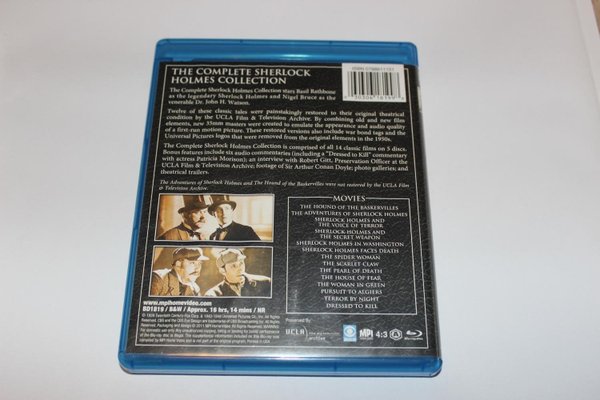 THE COMPLETE SHERLOCK
HOLMES COLLECTION
The Complete Sherlock Holmes Collection stars Basil Rathbone
as the legendary Sherlock Holmes and Nigel Bruce as the
venerable Dr. John H. Watson.
Twelve of these classic tales were painstakingly restored to their original theatrical
condition by the UCLA Film & Television Archive. By combining old and new film
elements, new 35mm masters were created to emulate the appearance and audio quality
of a first-run motion picture. These restored versions also include war bond tags and the
Universal Pictures logos that were removed from the original elements in the 1950s.
The Complete Sherlock Holmes Collection is comprised of all 14 classic films on 5 discs.
Bonus features include six audio commentaries (including a "Dressed to Kill" commentary
with actress Patricia Morison); an interview with Robert Gitt, Preservation Officer at the
UCLA Film & Television Archive; footage of Sir Arthur Conan Doyle; photo galleries; and
theatrical trailers.
The Adventures of Sherlock Holmes and The Hound of the Baskervilles were not restored by the UCLA Film
& Television Archive.
MOVIES
THE HOUND OF THE BASKERVILLES
THE ADVENTURES OF SHERLOCK HOLMES
SHERLOCK HOLMES AND
THE VOICE OF TERROR
SHERLOCK HOLMES AND
THE SECRET WEAPON
SHERLOCK HOLMES IN WASHINGTON
SHERLOCK HOLMES FACES DEATH
THE SPIDER WOMAN
THE SCARLET CLAW
THE PEARL OF DEATH
THE HOUSE OF FEAR
THE WOMAN IN GREEN
PURSUIT TO ALGIERS
TERROR BY NIGHT
DRESSED TO KILL
www.mpihomevideo.com
BD1819 / B&W / Approx. 16 hrs, 14 mins / NR
Preserved By
UCLA
MPI
4:3
Blu-ray